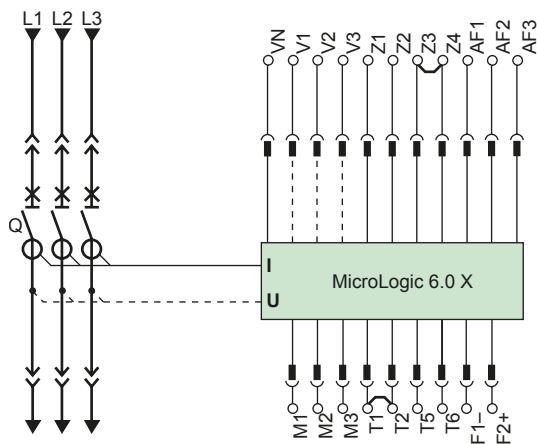 L1 L2 L3
VN
V1
V2
V3
Z1
Z2
Z3
Z4
AF1
AF2
AF3
Q
I
U
MicroLogic 6.0 X
M1
M2
M3
T1
T2
T5
T6
F1–
F2+